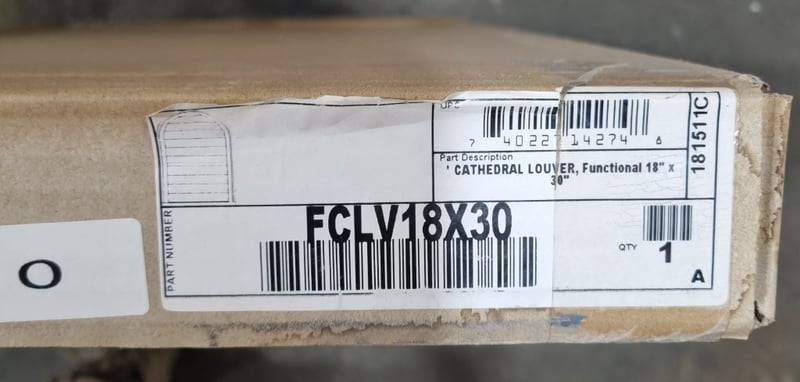 UPC
7 40227 14274 8
Part Description
' CATHEDRAL LOUVER, Functional 18" x
30"
181511C
PART NUMBER
FCLV18X30
QTY
1
A
O